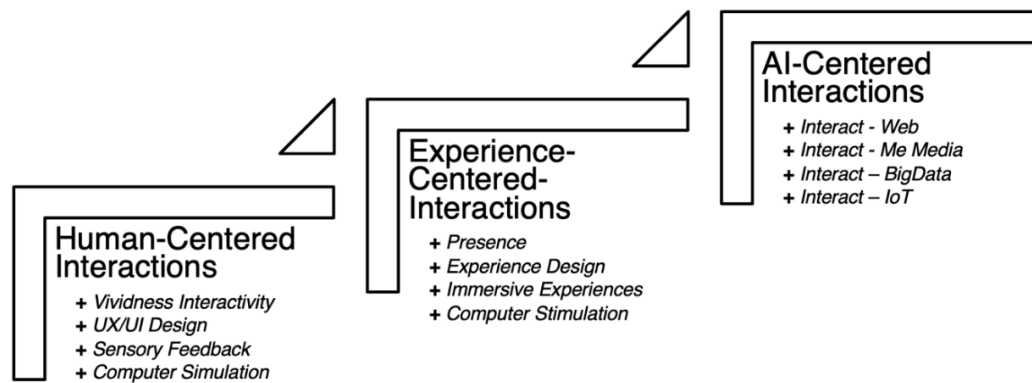 Human-Centered
Interactions
+ Vividness Interactivity
+ UX/UI Design
+ Sensory Feedback
+ Computer Simulation
Experience-
Centered-
Interactions
+ Presence
+ Experience Design
+ Immersive Experiences
+ Computer Stimulation
AI-Centered
Interactions
+ Interact - Web
+ Interact - Me Media
+ Interact – BigData
+ Interact – IoT